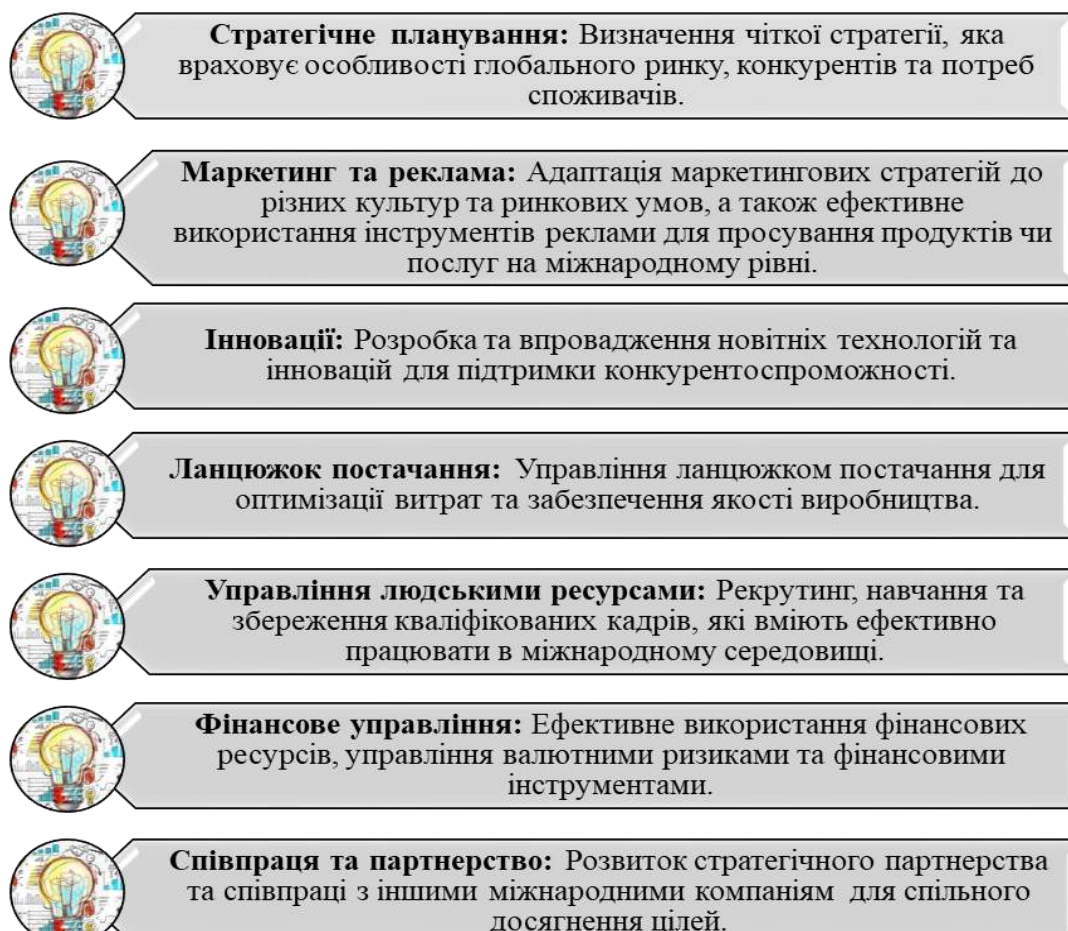 Стратегічне планування: Визначення чіткої стратегії, яка
враховує особливості глобального ринку, конкурентів та потреб
споживачів.
Маркетинг та реклама: Адаптація маркетингових стратегій до
різних культур та ринкових умов, а також ефективне
використання інструментів реклами для просування продуктів чи
послуг на міжнародному рівні.
Інновації: Розробка та впровадження новітніх технологій та
інновацій для підтримки конкурентоспроможності.
Ланцюжок постачання: Управління ланцюжком постачання для
оптимізації витрат та забезпечення якості виробництва.
Управління людськими ресурсами: Рекрутинг, навчання та
збереження кваліфікованих кадрів, які вміють ефективно
працювати в міжнародному середовищі.
Фінансове управління: Ефективне використання фінансових
ресурсів, управління валютними ризиками та фінансовими
інструментами.
Співпраця та партнерство: Розвиток стратегічного партнерства
та співпраці з іншими міжнародними компаніям для спільного
досягнення цілей.